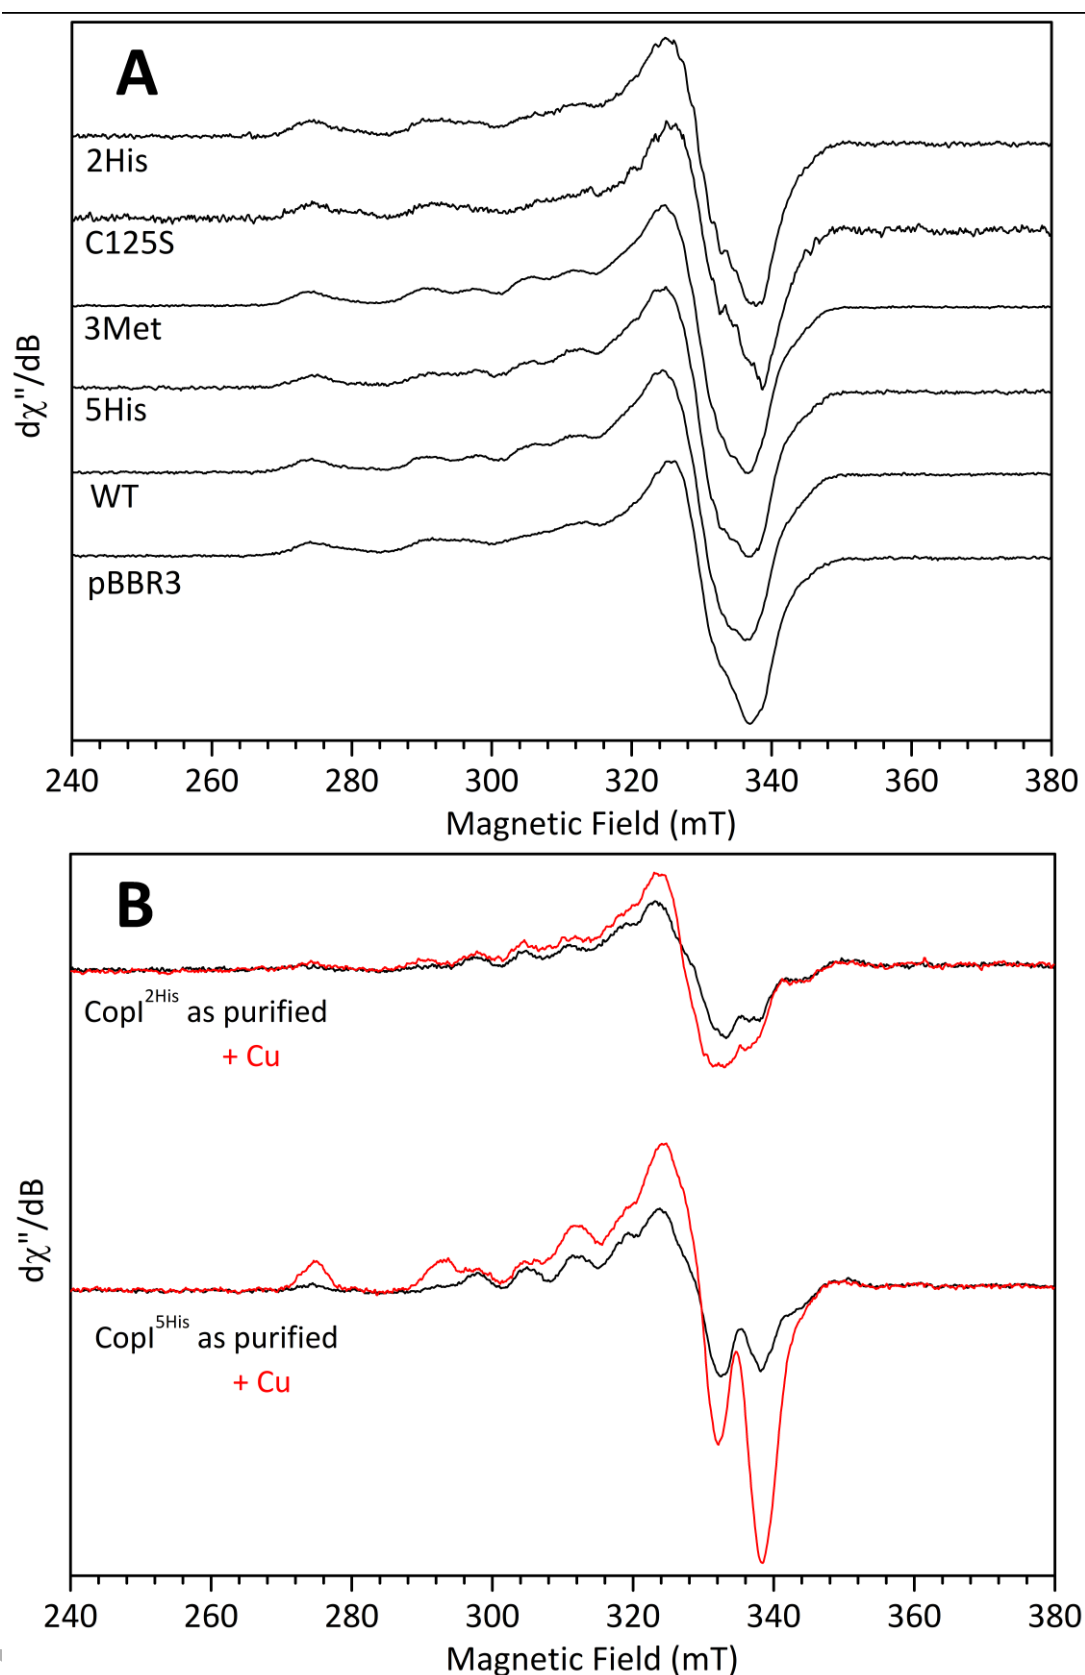 A
2His
C125S
3Met
5His
WT
pBBR3
dχ"/dB
240 260 280 300 320 340 360 380
Magnetic Field (mT)
B
CopI2His as purified
+ Cu
CopI5His as purified
+ Cu
dχ"/dB
240 260 280 300 320 340 360 380
Magnetic Field (mT)